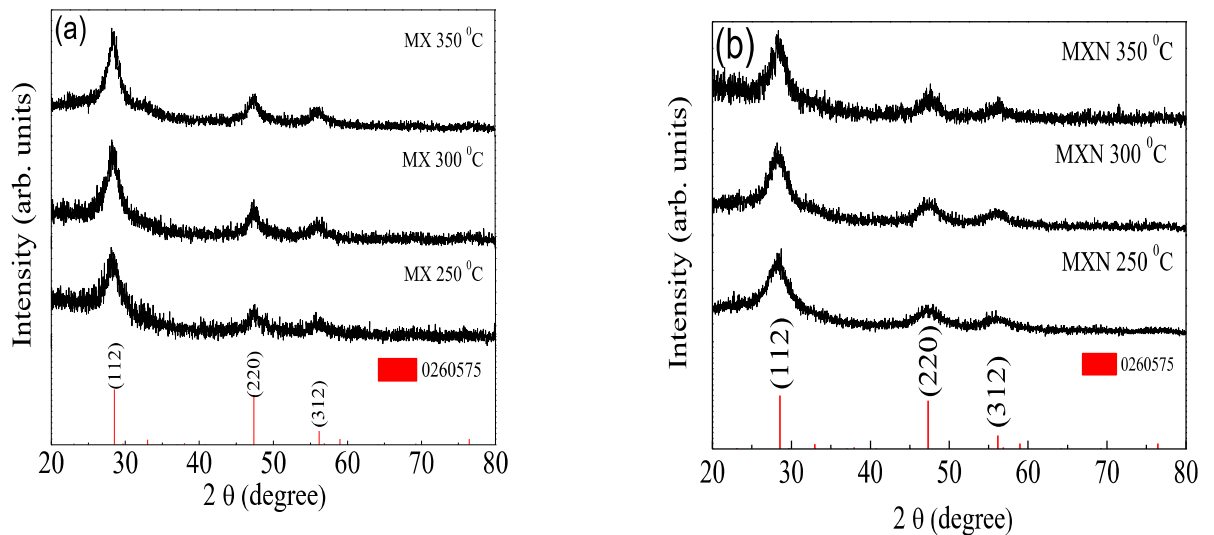 (a)
MX 350 ⁰C
MX 300 ⁰C
MX 250 ⁰C
0260575
(112)
(220)
(312)
Intensity (arb. units)
20 30 40 50 60 70 80
2 θ (degree)
(b)
MXN 350 ⁰C
MXN 300 ⁰C
MXN 250 ⁰C
0260575
(112)
(220)
(312)
Intensity (arb. units)
20 30 40 50 60 70 80
2 θ (degree)